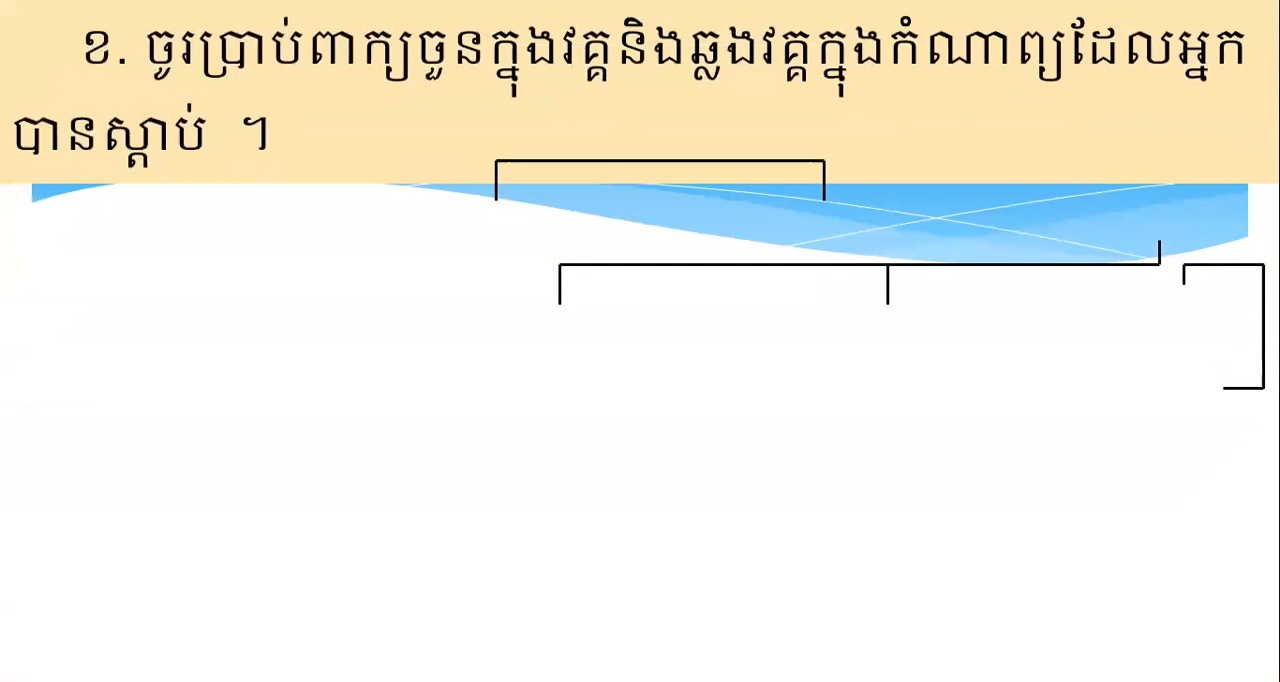 ខ. ចូរប្រាប់ពាក្យចួនក្នុងវគ្គនិងឆ្លងវគ្គក្នុងកំណាព្យដែលអ្នក
បានស្តាប់ ។